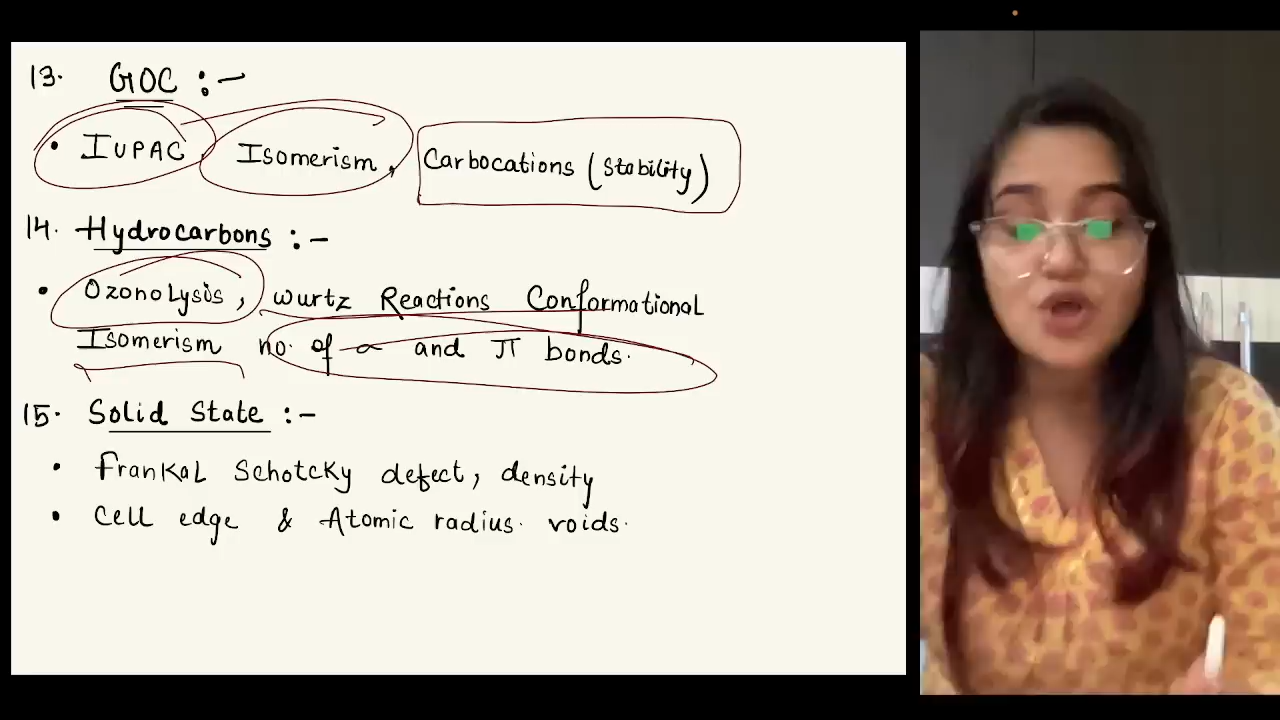 13. GOC :-
• IUPAC Isomerism, Carbocations (Stability)
14. Hydrocarbons :-
• Ozonolysis, wurtz Reactions Conformational
Isomerism no. of σ and π bonds.
15. Solid State :-
• Frankal Schotcky defect, density
• Cell edge & Atomic radius. voids.